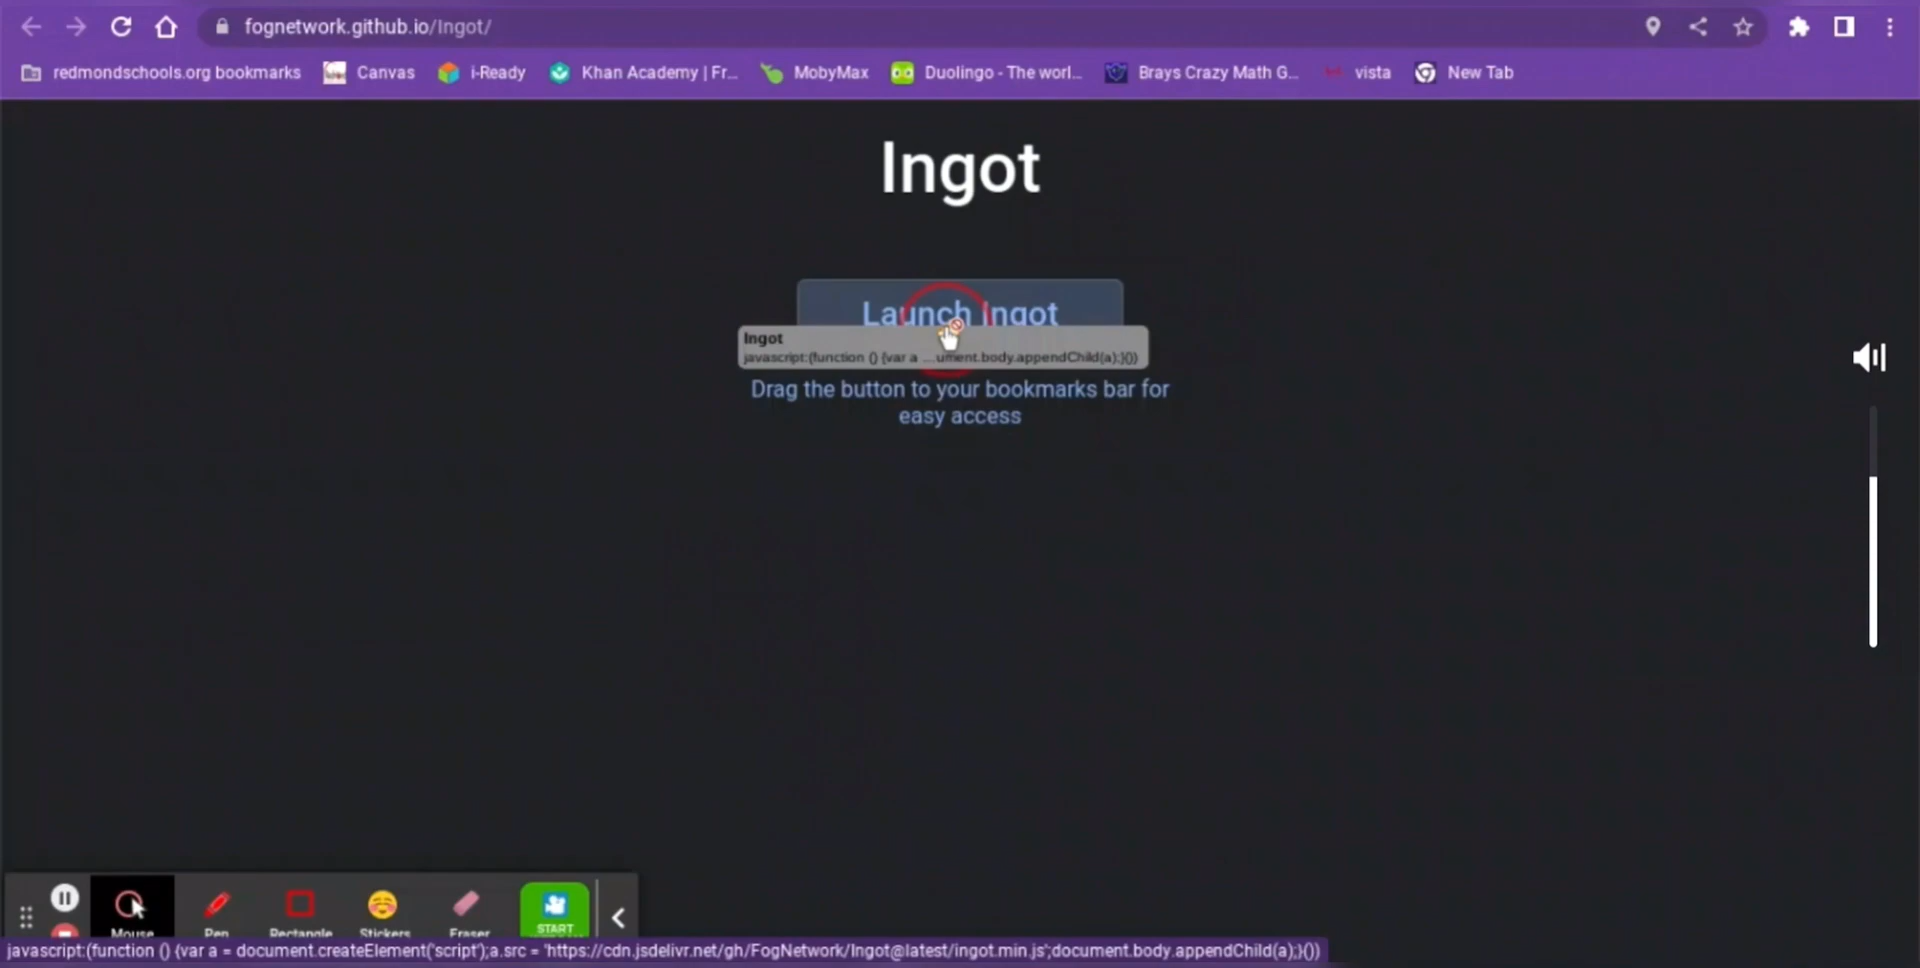 fognetwork.github.io/Ingot/
redmondschools.org bookmarks Canvas i-Ready Khan Academy | Fr... MobyMax Duolingo - The worl... Brays Crazy Math G... vista New Tab
Ingot
Launch Ingot
Ingot
javascript:(function () {var a ...ument.body.appendChild(a);}())
Drag the button to your bookmarks bar for
easy access
Mouse Pen Rectangle Stickers Eraser START
javascript:(function () {var a = document.createElement('script');a.src = 'https://cdn.jsdelivr.net/gh/FogNetwork/Ingot@latest/ingot.min.js';document.body.appendChild(a);}())